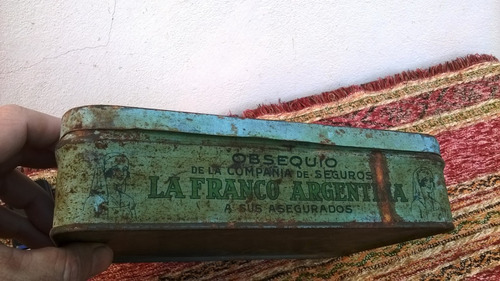 OBSEQUIO
DE LA COMPAÑIA DE SEGUROS
LA FRANCO ARGENTINA
A SUS ASEGURADOS